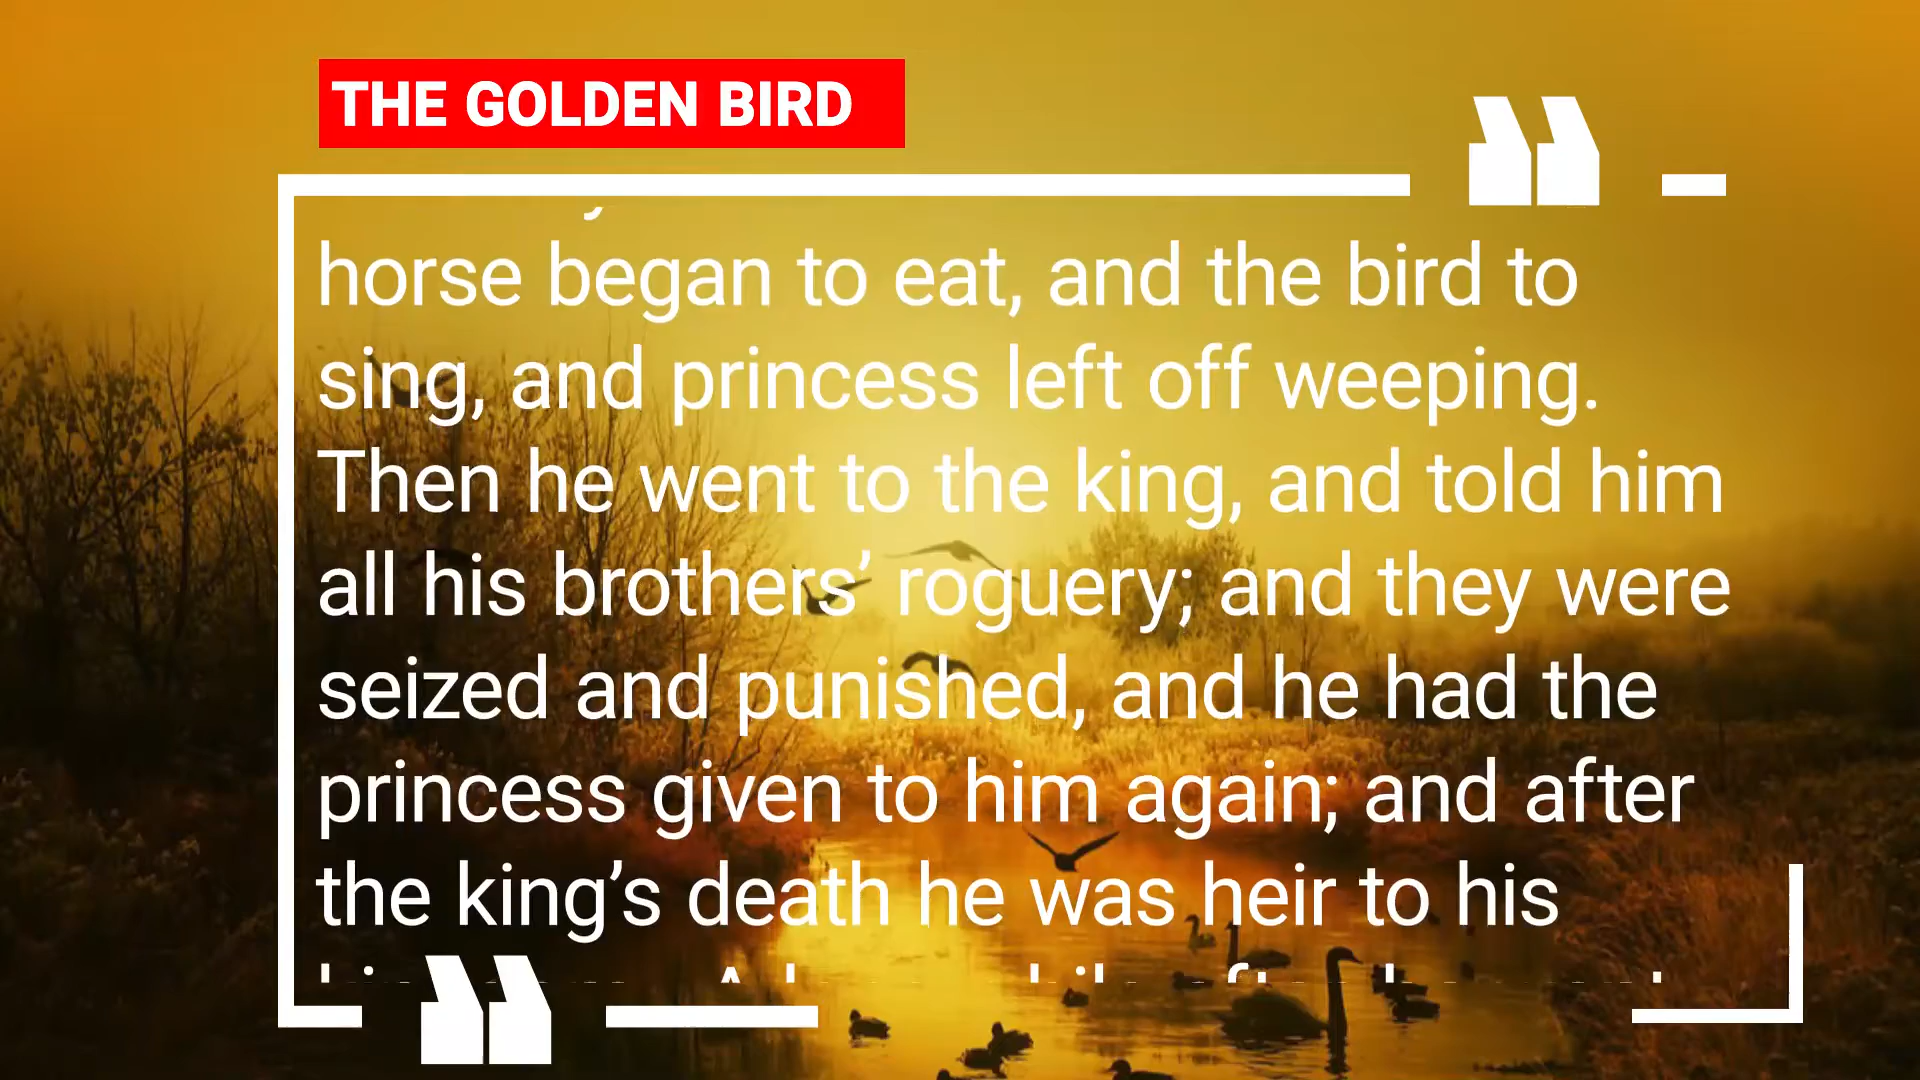 THE GOLDEN BIRD
horse began to eat, and the bird to
sing, and princess left off weeping.
Then he went to the king, and told him
all his brothers’ roguery; and they were
seized and punished, and he had the
princess given to him again; and after
the king’s death he was heir to his